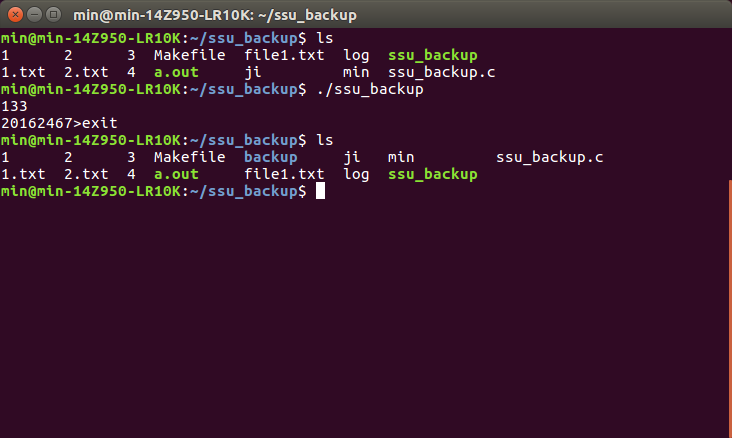 min@min-14Z950-LR10K: ~/ssu_backup
min@min-14Z950-LR10K:~/ssu_backup$ ls
1      2      3  Makefile  file1.txt  log  ssu_backup
1.txt  2.txt  4  a.out     ji         min  ssu_backup.c
min@min-14Z950-LR10K:~/ssu_backup$ ./ssu_backup
133
20162467>exit
min@min-14Z950-LR10K:~/ssu_backup$ ls
1      2      3  Makefile  backup     ji   min         ssu_backup.c
1.txt  2.txt  4  a.out     file1.txt  log  ssu_backup
min@min-14Z950-LR10K:~/ssu_backup$